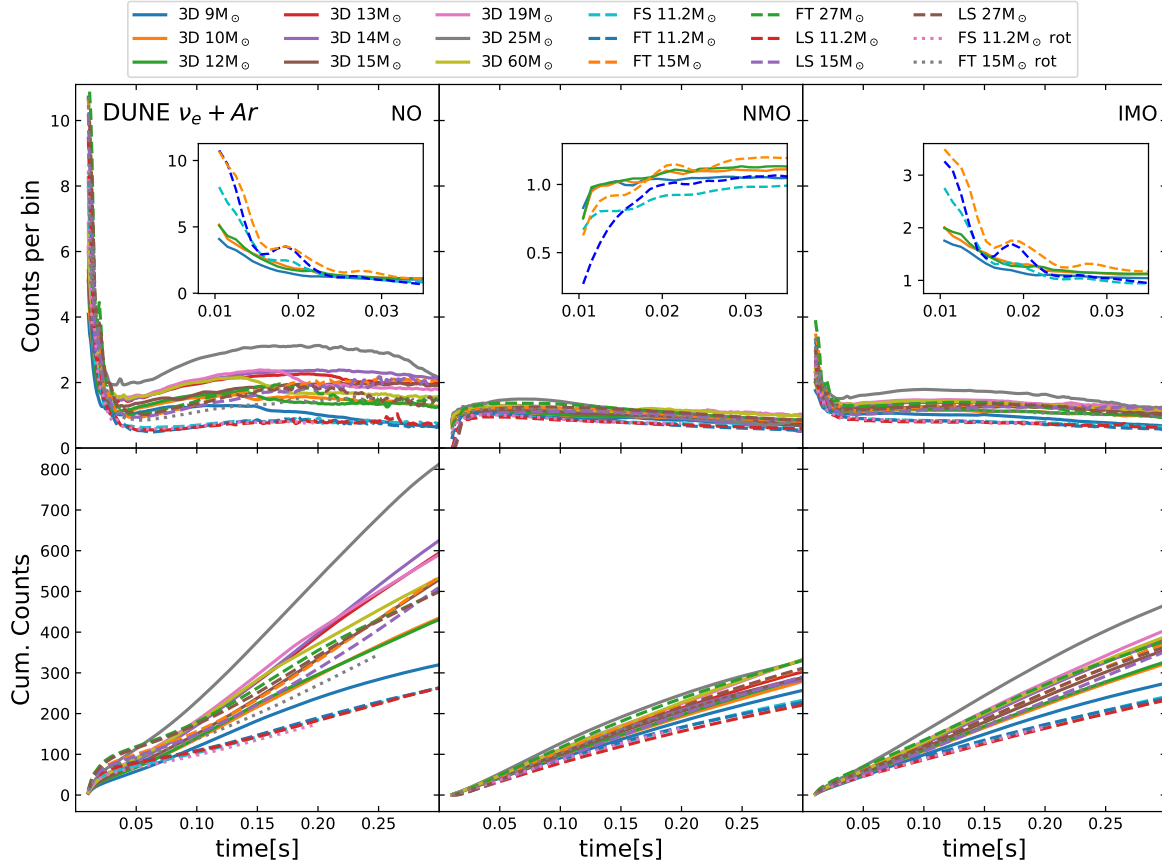 3D 9M⊙ 3D 13M⊙ 3D 19M⊙ FS 11.2M⊙ FT 27M⊙ LS 27M⊙
3D 10M⊙ 3D 14M⊙ 3D 25M⊙ FT 11.2M⊙ LS 11.2M⊙ FS 11.2M⊙ rot
3D 12M⊙ 3D 15M⊙ 3D 60M⊙ FT 15M⊙ LS 15M⊙ FT 15M⊙ rot
DUNE νe + Ar NO NMO IMO
Counts per bin
10
8
6
4
2
0
10
5
0
0.01 0.02 0.03
1.0
0.5
0.01 0.02 0.03
3
2
1
0.01 0.02 0.03
Cum. Counts
800
700
600
500
400
300
200
100
0
0.05 0.10 0.15 0.20 0.25 0.05 0.10 0.15 0.20 0.25 0.05 0.10 0.15 0.20 0.25
time[s] time[s] time[s]